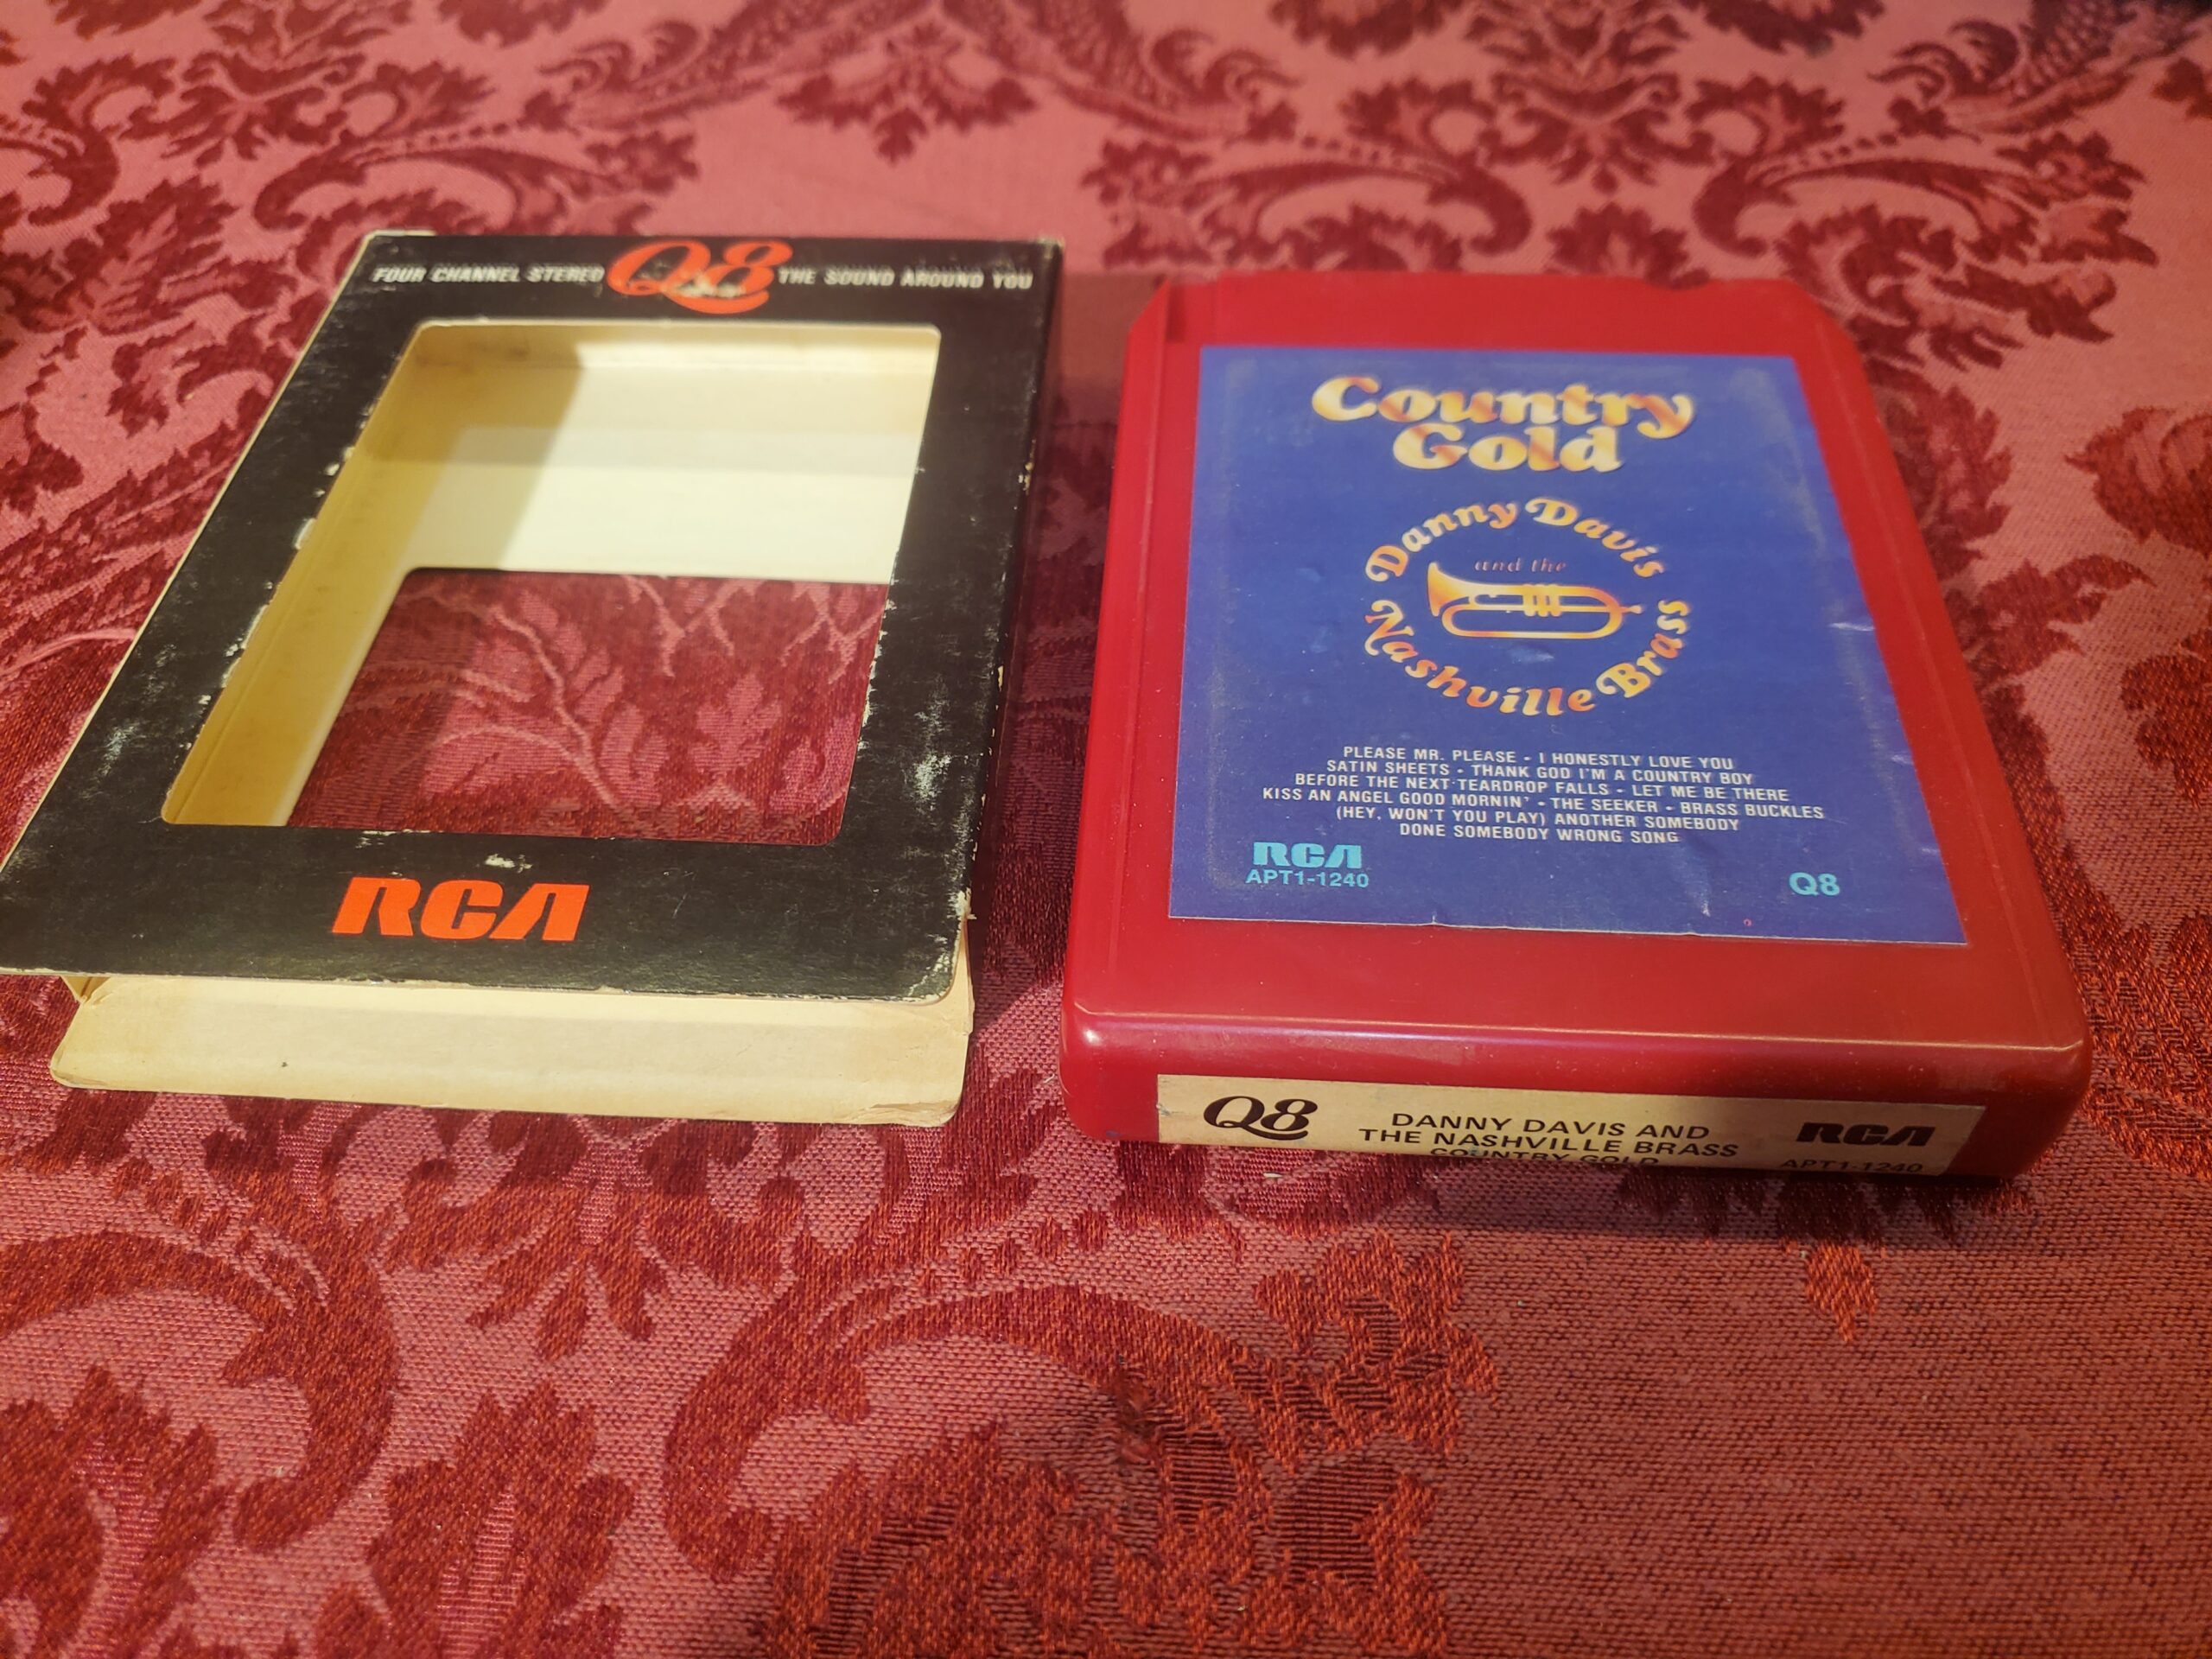 FOUR CHANNEL STEREO Q8 THE SOUND AROUND YOU
RCA
Country
Gold
Danny Davis
and the
Nashville Brass
PLEASE MR. PLEASE - I HONESTLY LOVE YOU
SATIN SHEETS - THANK GOD I'M A COUNTRY BOY
BEFORE THE NEXT TEARDROP FALLS - LET ME BE THERE
KISS AN ANGEL GOOD MORNIN' - THE SEEKER - BRASS BUCKLES
(HEY, WON'T YOU PLAY) ANOTHER SOMEBODY
DONE SOMEBODY WRONG SONG
RCA
APT1-1240
Q8
Q8
DANNY DAVIS AND
THE NASHVILLE BRASS
COUNTRY GOLD
RCA
APT1-1240